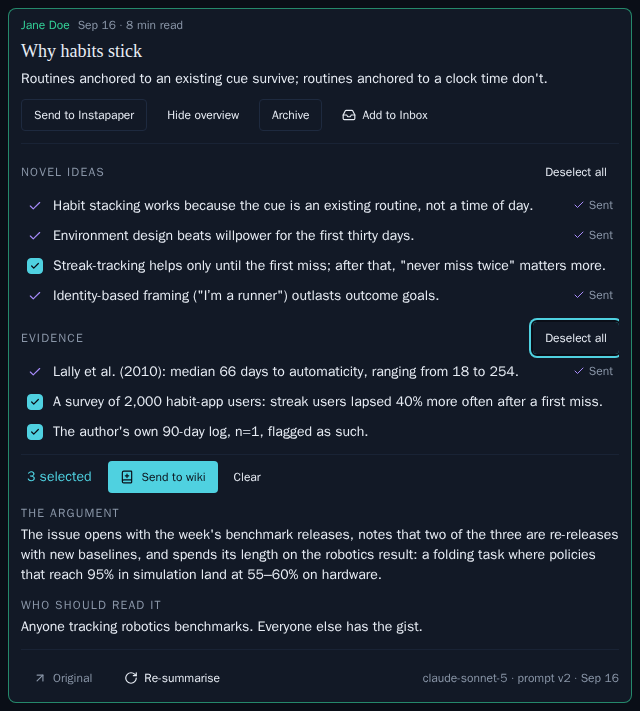 Jane Doe Sep 16 · 8 min read
Why habits stick
Routines anchored to an existing cue survive; routines anchored to a clock time don't.
Send to Instapaper Hide overview Archive Add to Inbox
NOVEL IDEAS Deselect all
Habit stacking works because the cue is an existing routine, not a time of day. Sent
Environment design beats willpower for the first thirty days. Sent
Streak-tracking helps only until the first miss; after that, "never miss twice" matters more.
Identity-based framing ("I'm a runner") outlasts outcome goals. Sent
EVIDENCE Deselect all
Lally et al. (2010): median 66 days to automaticity, ranging from 18 to 254. Sent
A survey of 2,000 habit-app users: streak users lapsed 40% more often after a first miss.
The author's own 90-day log, n=1, flagged as such.
3 selected Send to wiki Clear
THE ARGUMENT
The issue opens with the week's benchmark releases, notes that two of the three are re-releases
with new baselines, and spends its length on the robotics result: a folding task where policies
that reach 95% in simulation land at 55–60% on hardware.
WHO SHOULD READ IT
Anyone tracking robotics benchmarks. Everyone else has the gist.
Original Re-summarise claude-sonnet-5 · prompt v2 · Sep 16